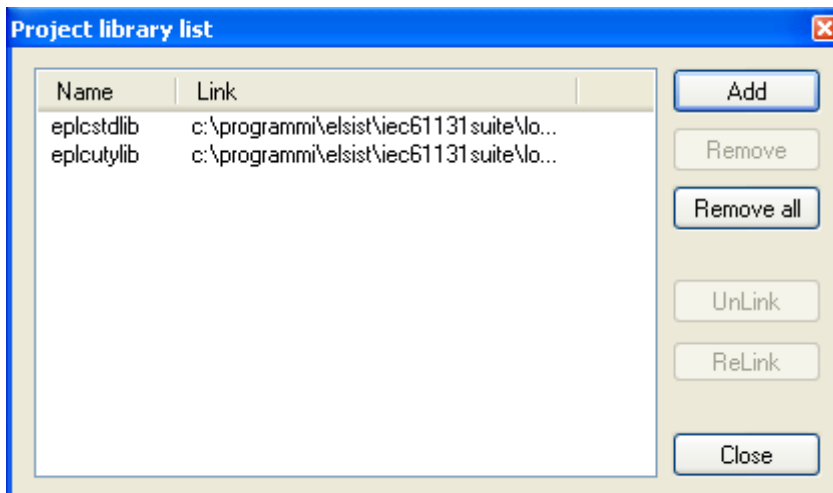 Project library list
Name Link
eplcstdlib c:\programmi\elsist\iec61131suite\lo...
eplcutylib c:\programmi\elsist\iec61131suite\lo...
Add
Remove
Remove all
UnLink
ReLink
Close